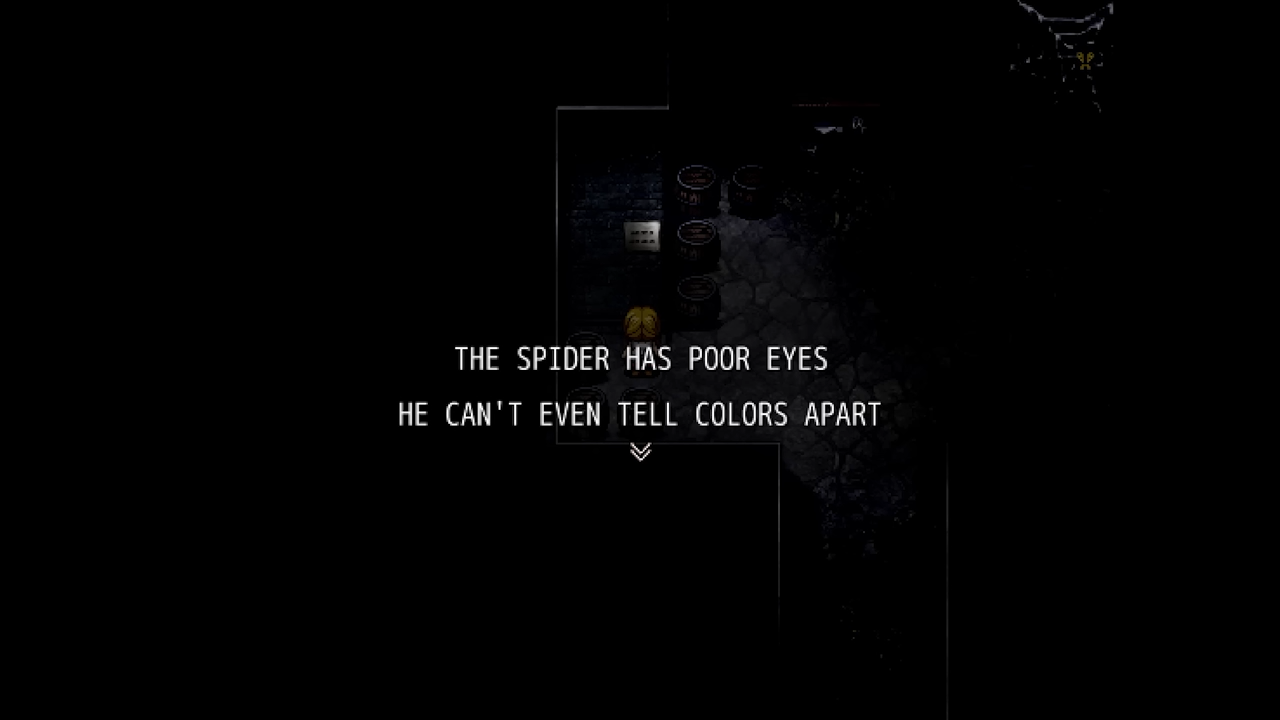 THE SPIDER HAS POOR EYES
HE CAN'T EVEN TELL COLORS APART